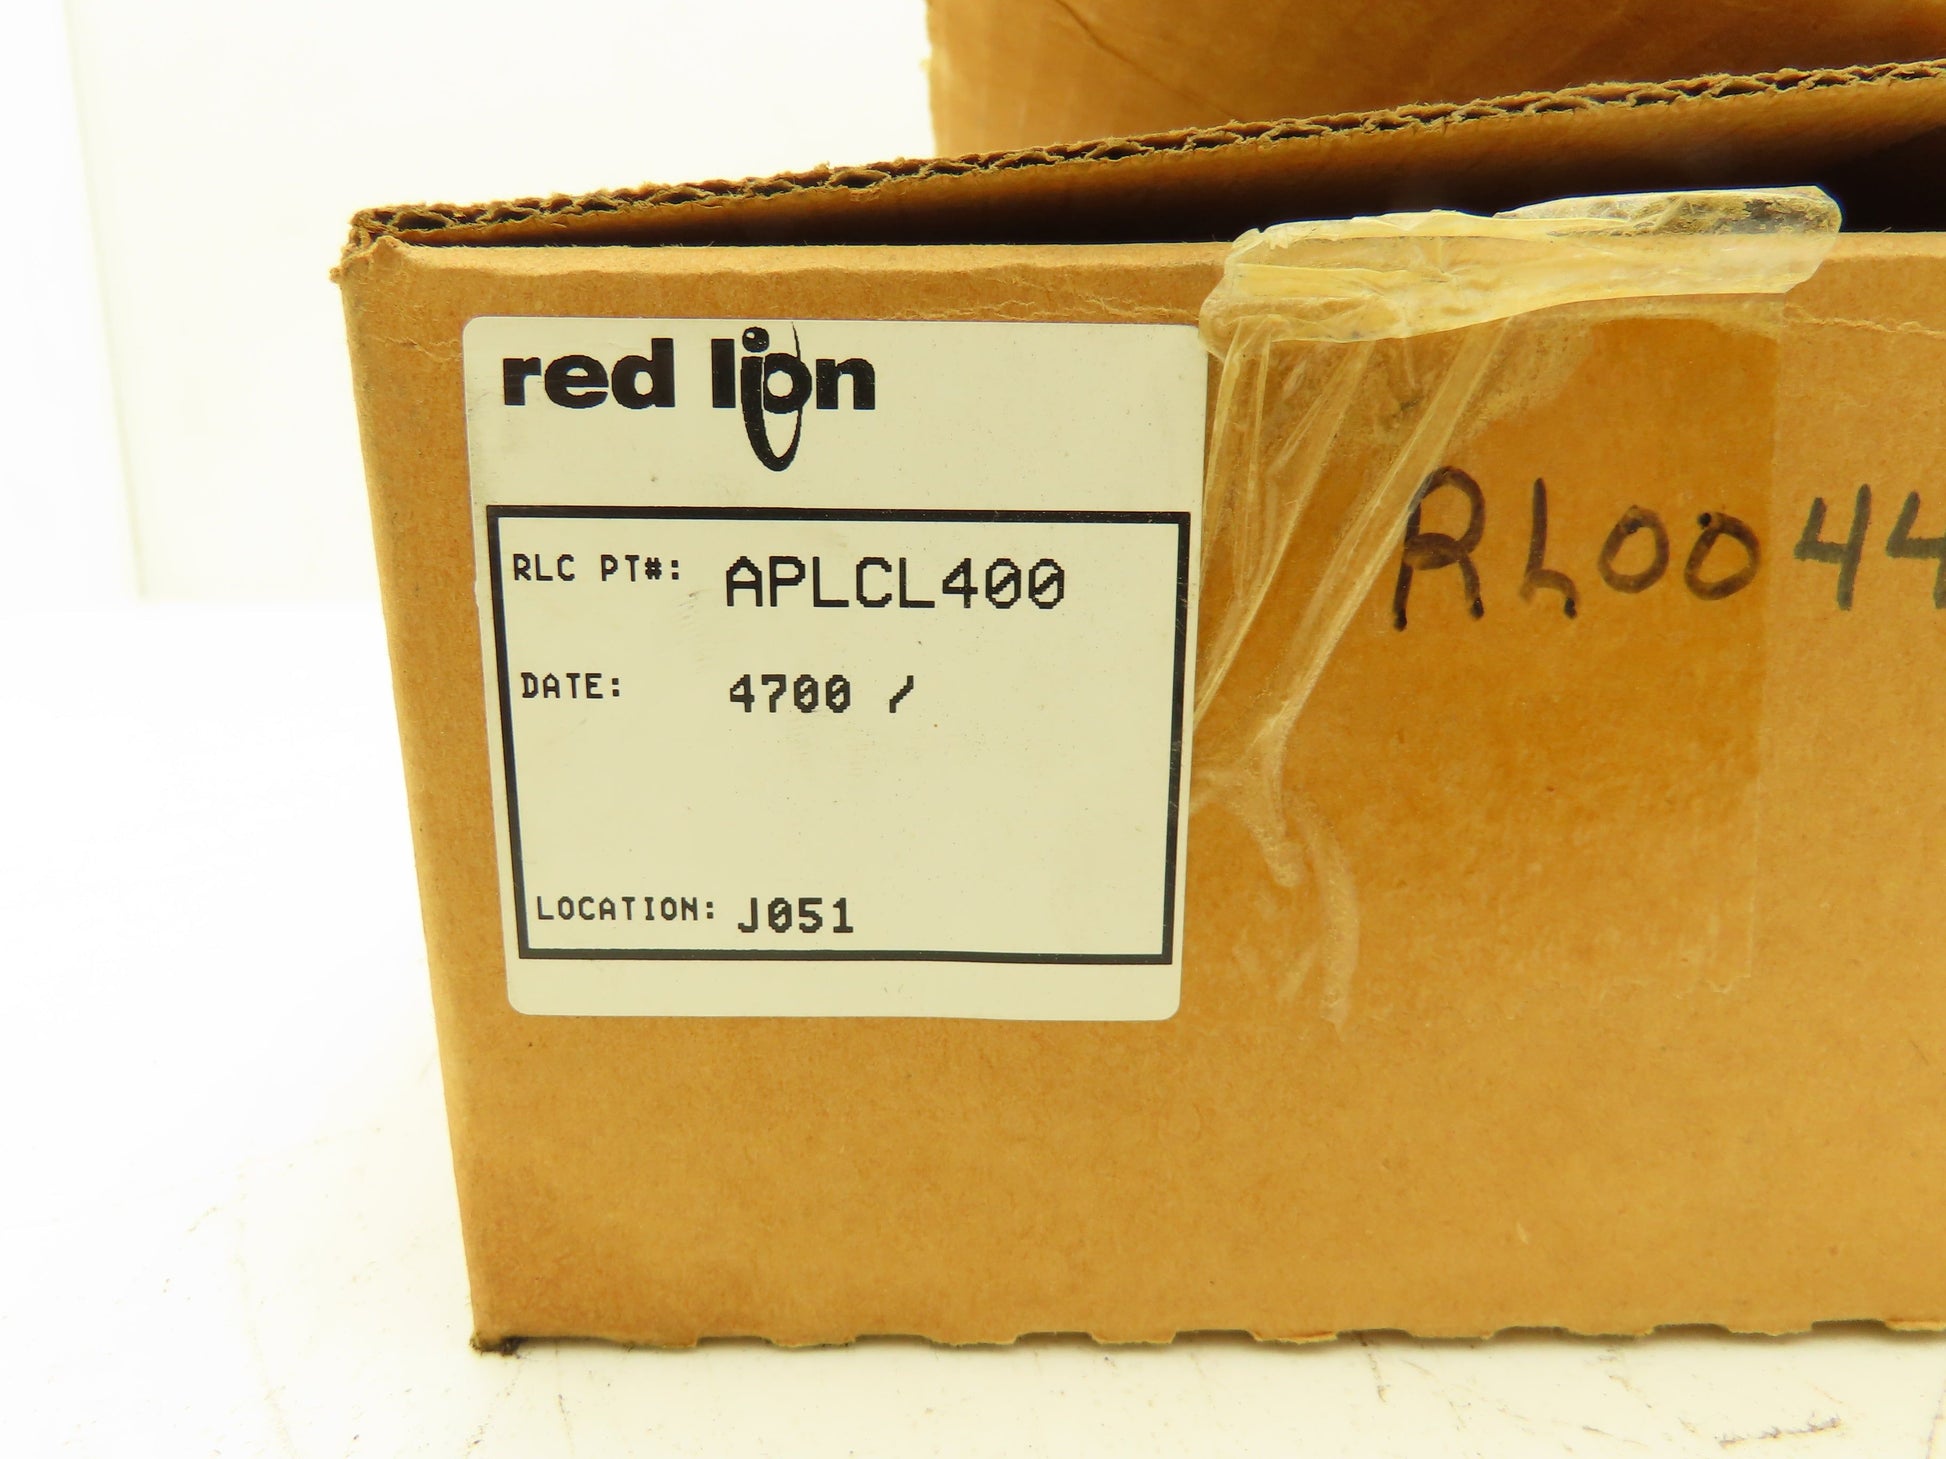 red lion
RLC PT#: APLCL400
DATE: 4700 /
LOCATION: J051
RL0044